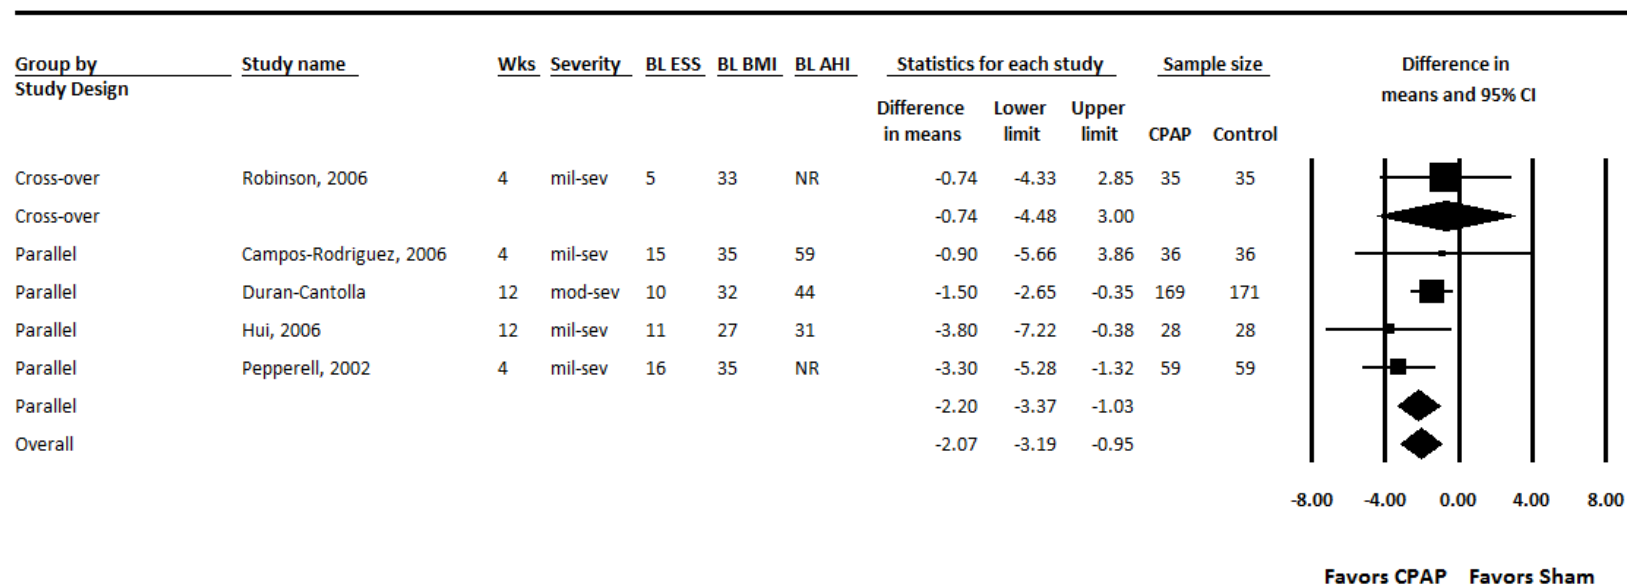 Group by Study name Wks Severity BL ESS BL BMI BL AHI Statistics for each study Sample size Difference in
Study Design means and 95% CI
Difference Lower Upper
in means limit limit CPAP Control
Cross-over Robinson, 2006 4 mil-sev 5 33 NR -0.74 -4.33 2.85 35 35
Cross-over -0.74 -4.48 3.00
Parallel Campos-Rodriguez, 2006 4 mil-sev 15 35 59 -0.90 -5.66 3.86 36 36
Parallel Duran-Cantolla 12 mod-sev 10 32 44 -1.50 -2.65 -0.35 169 171
Parallel Hui, 2006 12 mil-sev 11 27 31 -3.80 -7.22 -0.38 28 28
Parallel Pepperell, 2002 4 mil-sev 16 35 NR -3.30 -5.28 -1.32 59 59
Parallel -2.20 -3.37 -1.03
Overall -2.07 -3.19 -0.95
-8.00 -4.00 0.00 4.00 8.00
Favors CPAP Favors Sham